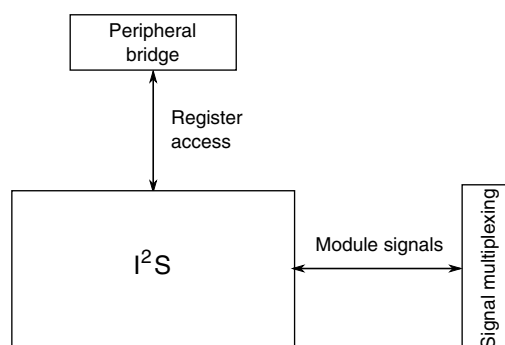 Peripheral
bridge
Register
access
I²S
Module signals
Signal multiplexing